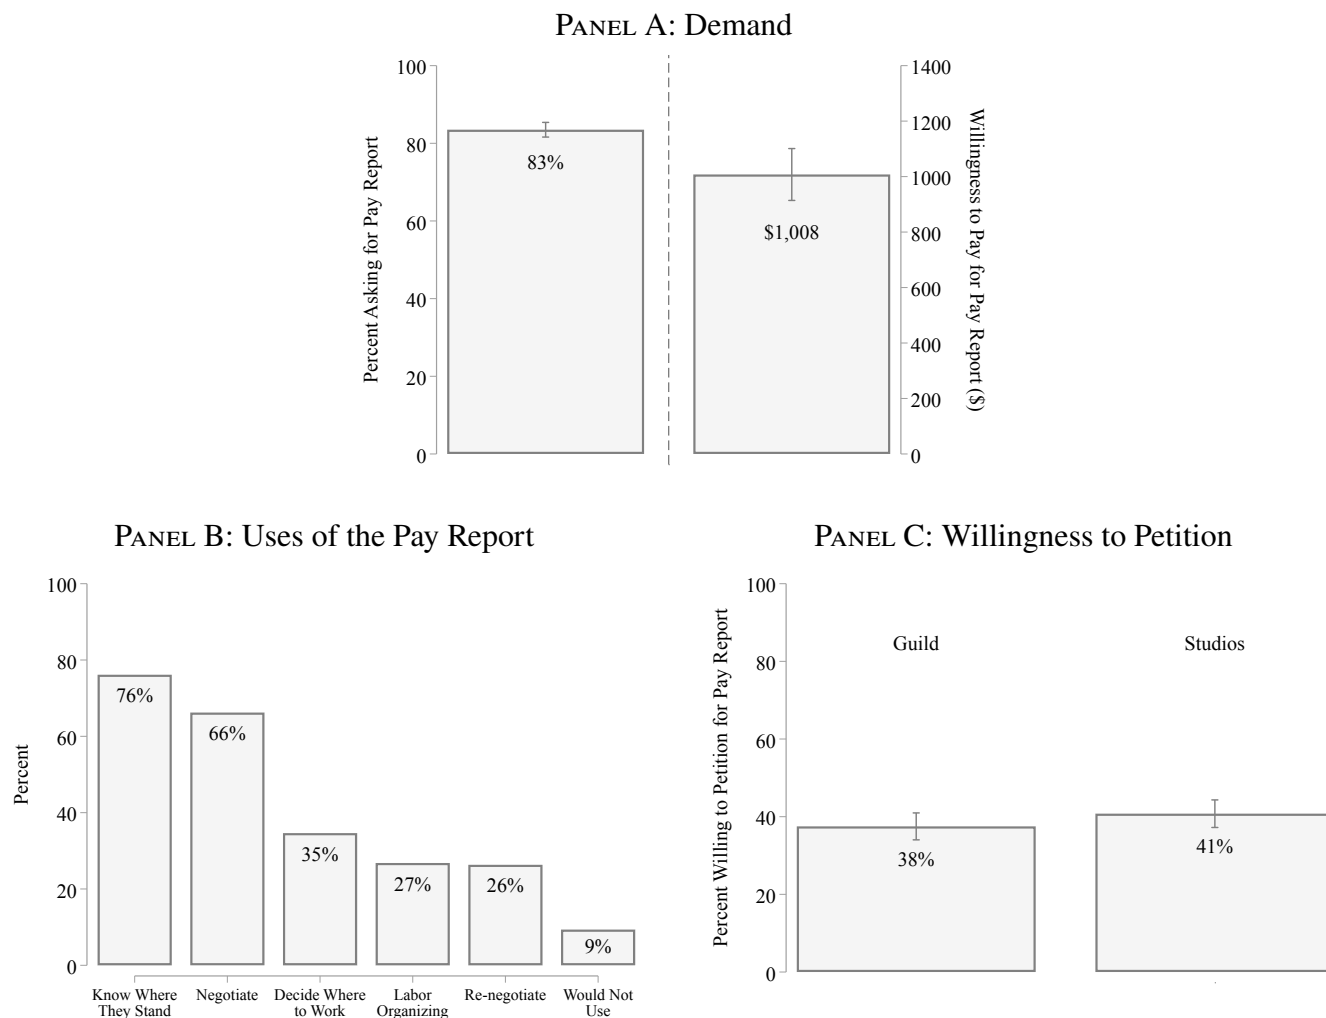 PANEL A: Demand
Percent Asking for Pay Report
100
80
60
40
20
0
83%
$1,008
1400
1200
1000
800
600
400
200
0
Willingness to Pay for Pay Report ($)
PANEL B: Uses of the Pay Report
Percent
100
80
60
40
20
0
76%
66%
35%
27%
26%
9%
Know Where
They Stand
Negotiate
Decide Where
to Work
Labor
Organizing
Re-negotiate
Would Not
Use
PANEL C: Willingness to Petition
Percent Willing to Petition for Pay Report
100
80
60
40
20
0
Guild
Studios
38%
41%